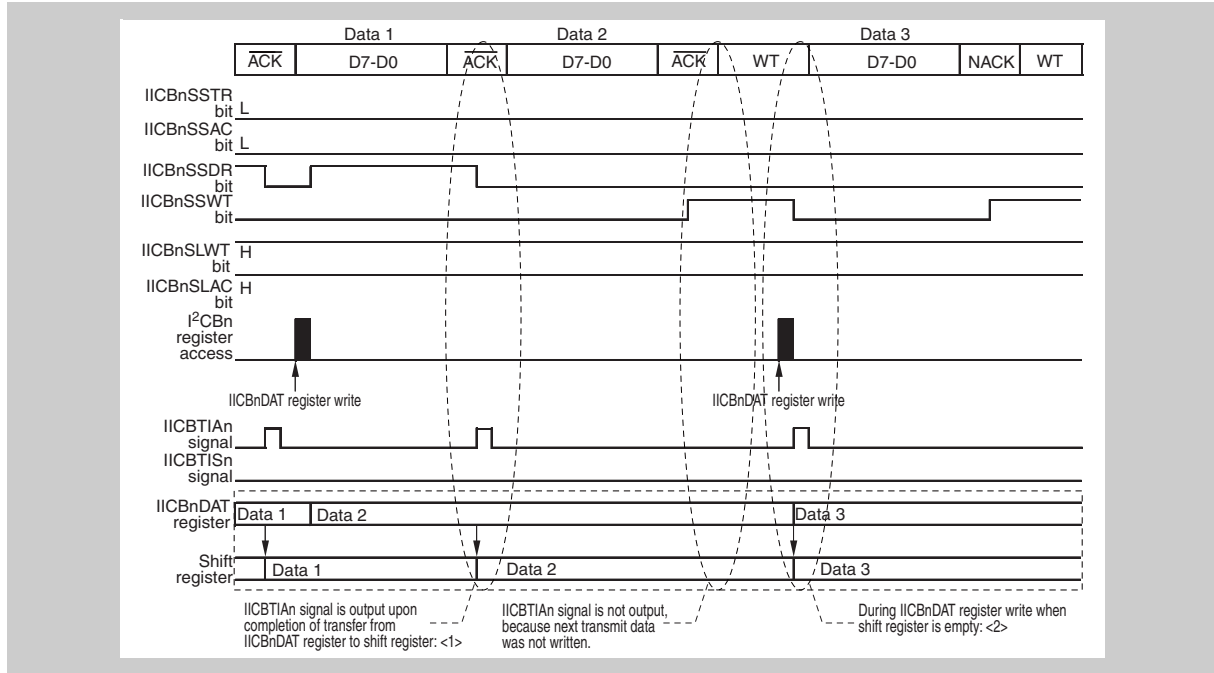 Data 1 Data 2 Data 3
ACK D7-D0 ACK D7-D0 ACK WT D7-D0 NACK WT
IICBnSSTR
bit L
IICBnSSAC
bit L
IICBnSSDR
bit
IICBnSSWT
bit
IICBnSLWT H
bit
IICBnSLAC H
bit
I²CBn
register
access
IICBnDAT register write IICBnDAT register write
IICBTIAn
signal
IICBTISn
signal
IICBnDAT
register Data 1 Data 2 Data 3
Shift
register Data 1 Data 2 Data 3
IICBTIAn signal is output upon
completion of transfer from
IICBnDAT register to shift register: <1>
IICBTIAn signal is not output,
because next transmit data
was not written.
During IICBnDAT register write when
shift register is empty: <2>